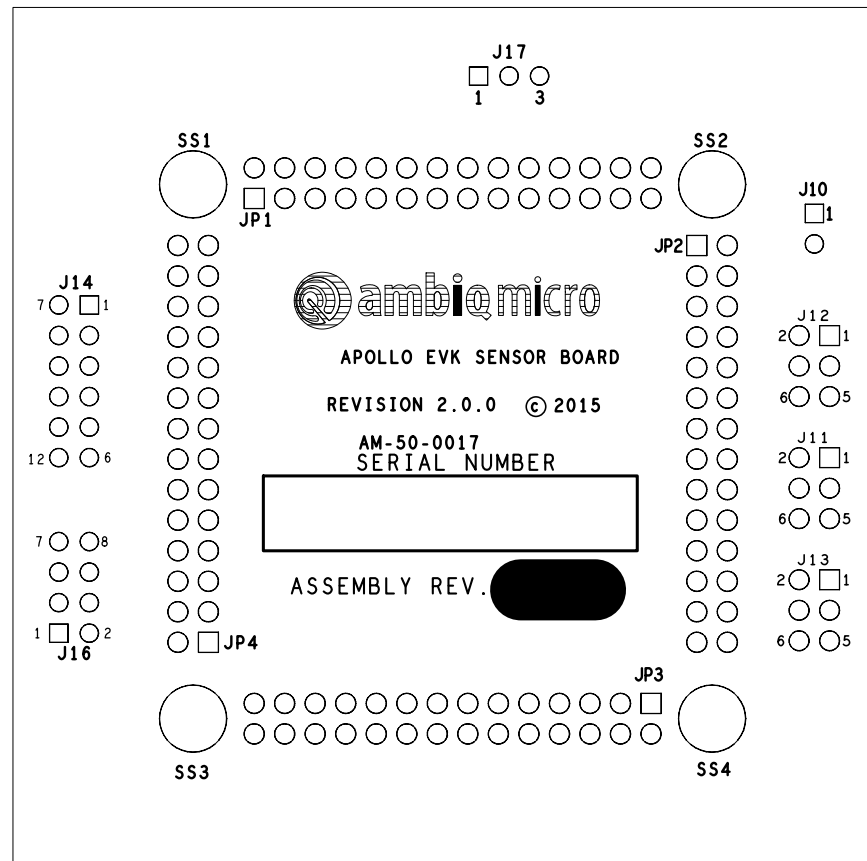 J17
1 3
SS1
SS2
J10
1
JP1
JP2
J14
7 1
ambiqmicro
J12
2 1
APOLLO EVK SENSOR BOARD
6 5
REVISION 2.0.0 © 2015
AM-50-0017
SERIAL NUMBER
J11
2 1
12 6
6 5
7 8
J13
2 1
ASSEMBLY REV.
1 2
J16
JP4
6 5
JP3
SS3
SS4